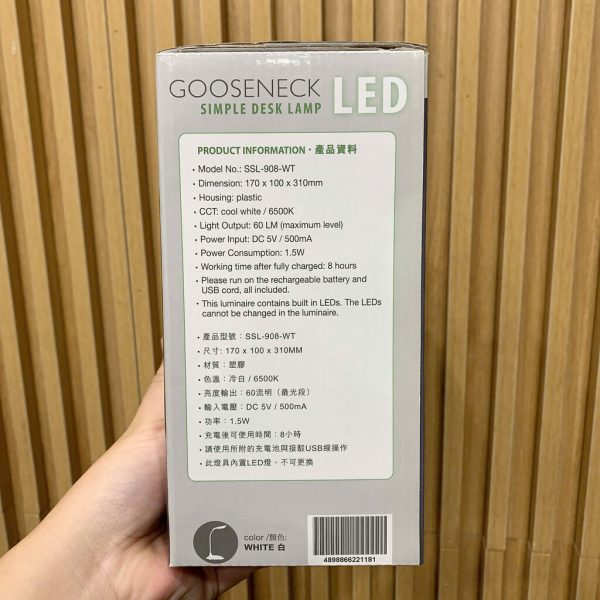 GOOSENECK LED
SIMPLE DESK LAMP
PRODUCT INFORMATION・產品資料
• Model No.: SSL-908-WT
• Dimension: 170 x 100 x 310mm
• Housing: plastic
• CCT: cool white / 6500K
• Light Output: 60 LM (maximum level)
• Power Input: DC 5V / 500mA
• Power Consumption: 1.5W
• Working time after fully charged: 8 hours
• Please run on the rechargeable battery and
USB cord, all included.
• This luminaire contains built in LEDs. The LEDs
cannot be changed in the luminaire.
• 產品型號：SSL-908-WT
• 尺寸: 170 x 100 x 310MM
• 材質：塑膠
• 色溫：冷白 / 6500K
• 亮度輸出：60流明（最光段）
• 輸入電壓：DC 5V / 500mA
• 功率：1.5W
• 充電後可使用時間：8小時
• 請使用所附的充電池與接駁USB線操作
• 此燈具內置LED燈，不可更換
color /顏色:
WHITE 白
4898866221181